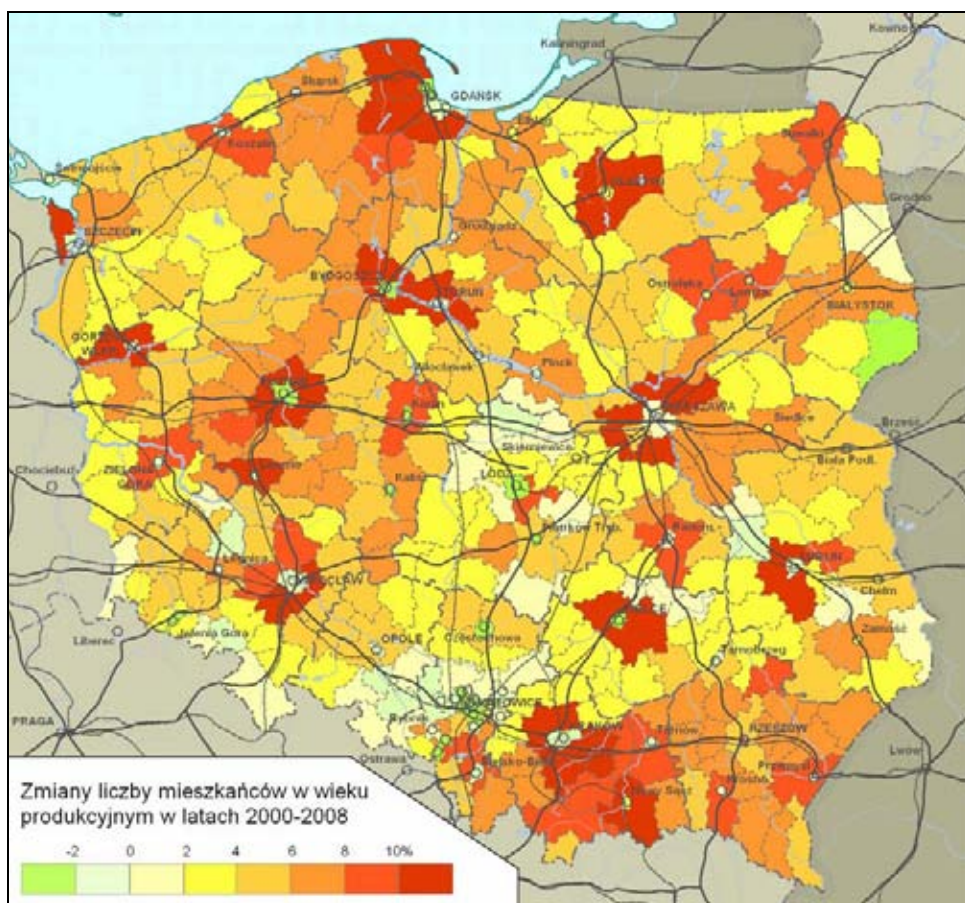 Kowno
Kaliningrad
Słupsk
GDAŃSK
Elbląg
Koszalin
Suwałki
Świnoujście
Grodno
SZCZECIN
Grudziądz
BYDGOSZCZ
TORUŃ
Ostrołęka
Łomża
BIAŁYSTOK
GORZÓW
WLKP.
Włocławek
Płock
WARSZAWA
Siedlce
Brześć
Skierniewice
Biała Podl.
Chociebuż
ZIELONA
GÓRA
Leszno
Kalisz
ŁÓDŹ
Piotrków Tryb.
Radom
Legnica
WROCŁAW
LUBLIN
Chełm
Liberec
Jelenia Góra
OPOLE
Częstochowa
KIELCE
Zamość
Tarnobrzeg
PRAGA
KATOWICE
Rybnik
KRAKÓW
Tarnów
RZESZÓW
Lwów
Ostrawa
Bielsko-Biała
Nowy Sącz
Krosno
Przemyśl
Zmiany liczby mieszkańców w wieku
produkcyjnym w latach 2000-2008
-2 0 2 4 6 8 10%